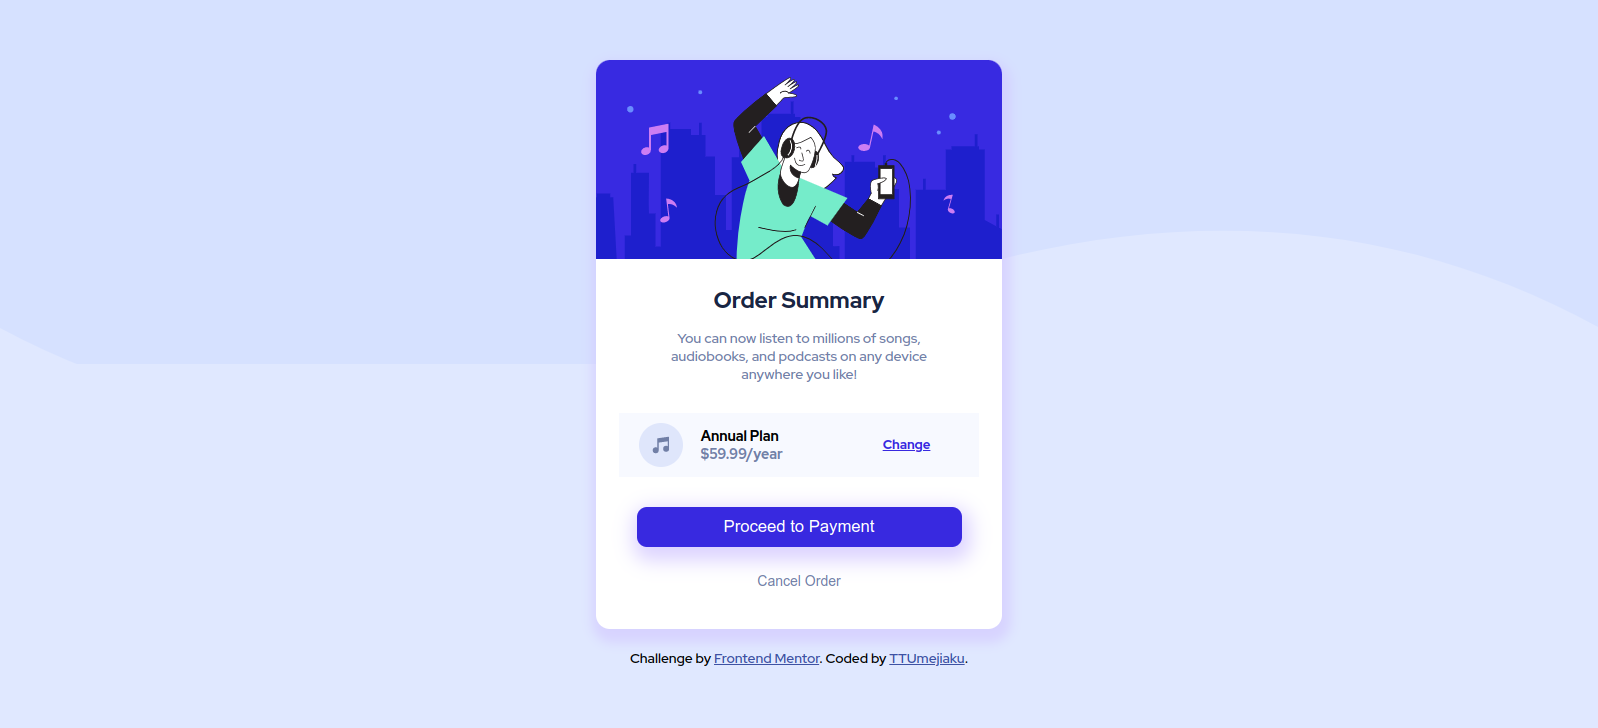 Order Summary
You can now listen to millions of songs,
audiobooks, and podcasts on any device
anywhere you like!
Annual Plan
$59.99/year
Change
Proceed to Payment
Cancel Order
Challenge by Frontend Mentor. Coded by TTUmejiaku.